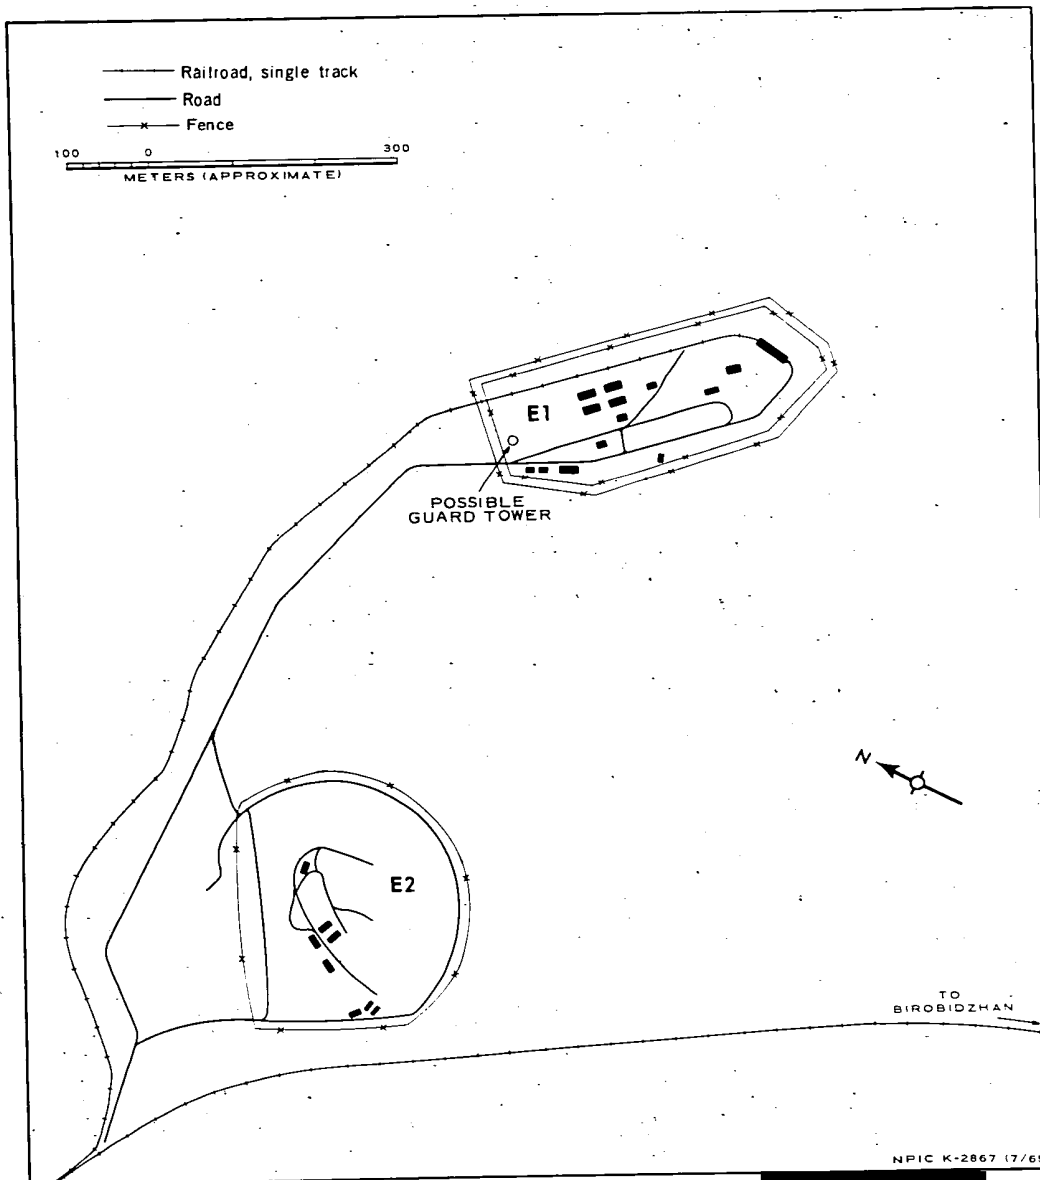 Railroad, single track
Road
Fence
100 0 300
METERS (APPROXIMATE)
E1
POSSIBLE
GUARD TOWER
N
E2
TO
BIROBIDZHAN
NPIC K-2867 (7/6